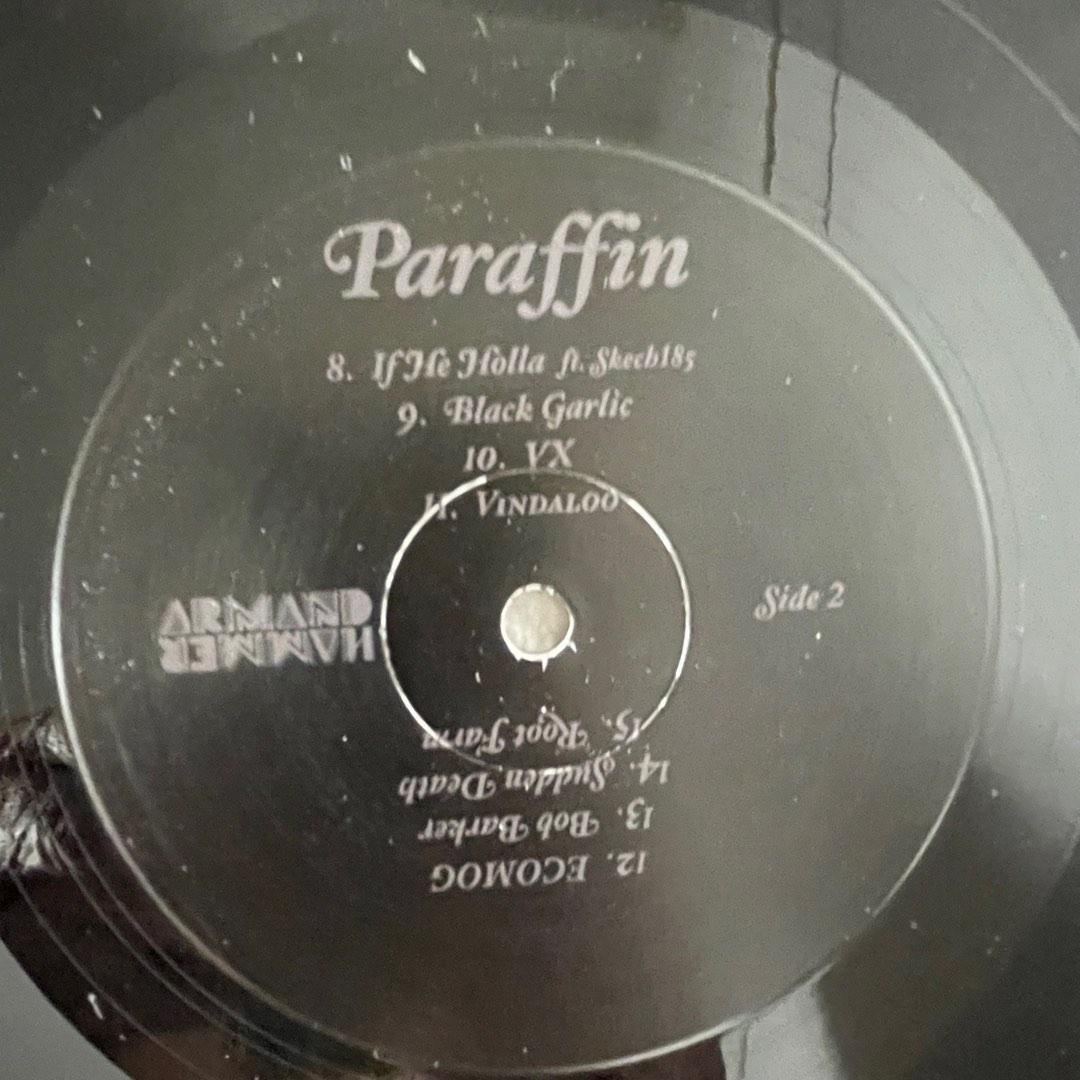 Paraffin
8. If He Holla ft. Skech185
9. Black Garlic
10. VX
11. VINDALOO
ARMAND
HAMMER
Side 2
12. ECOMOG
13. Bob Barker
14. Sudden Death
15. Root Farm